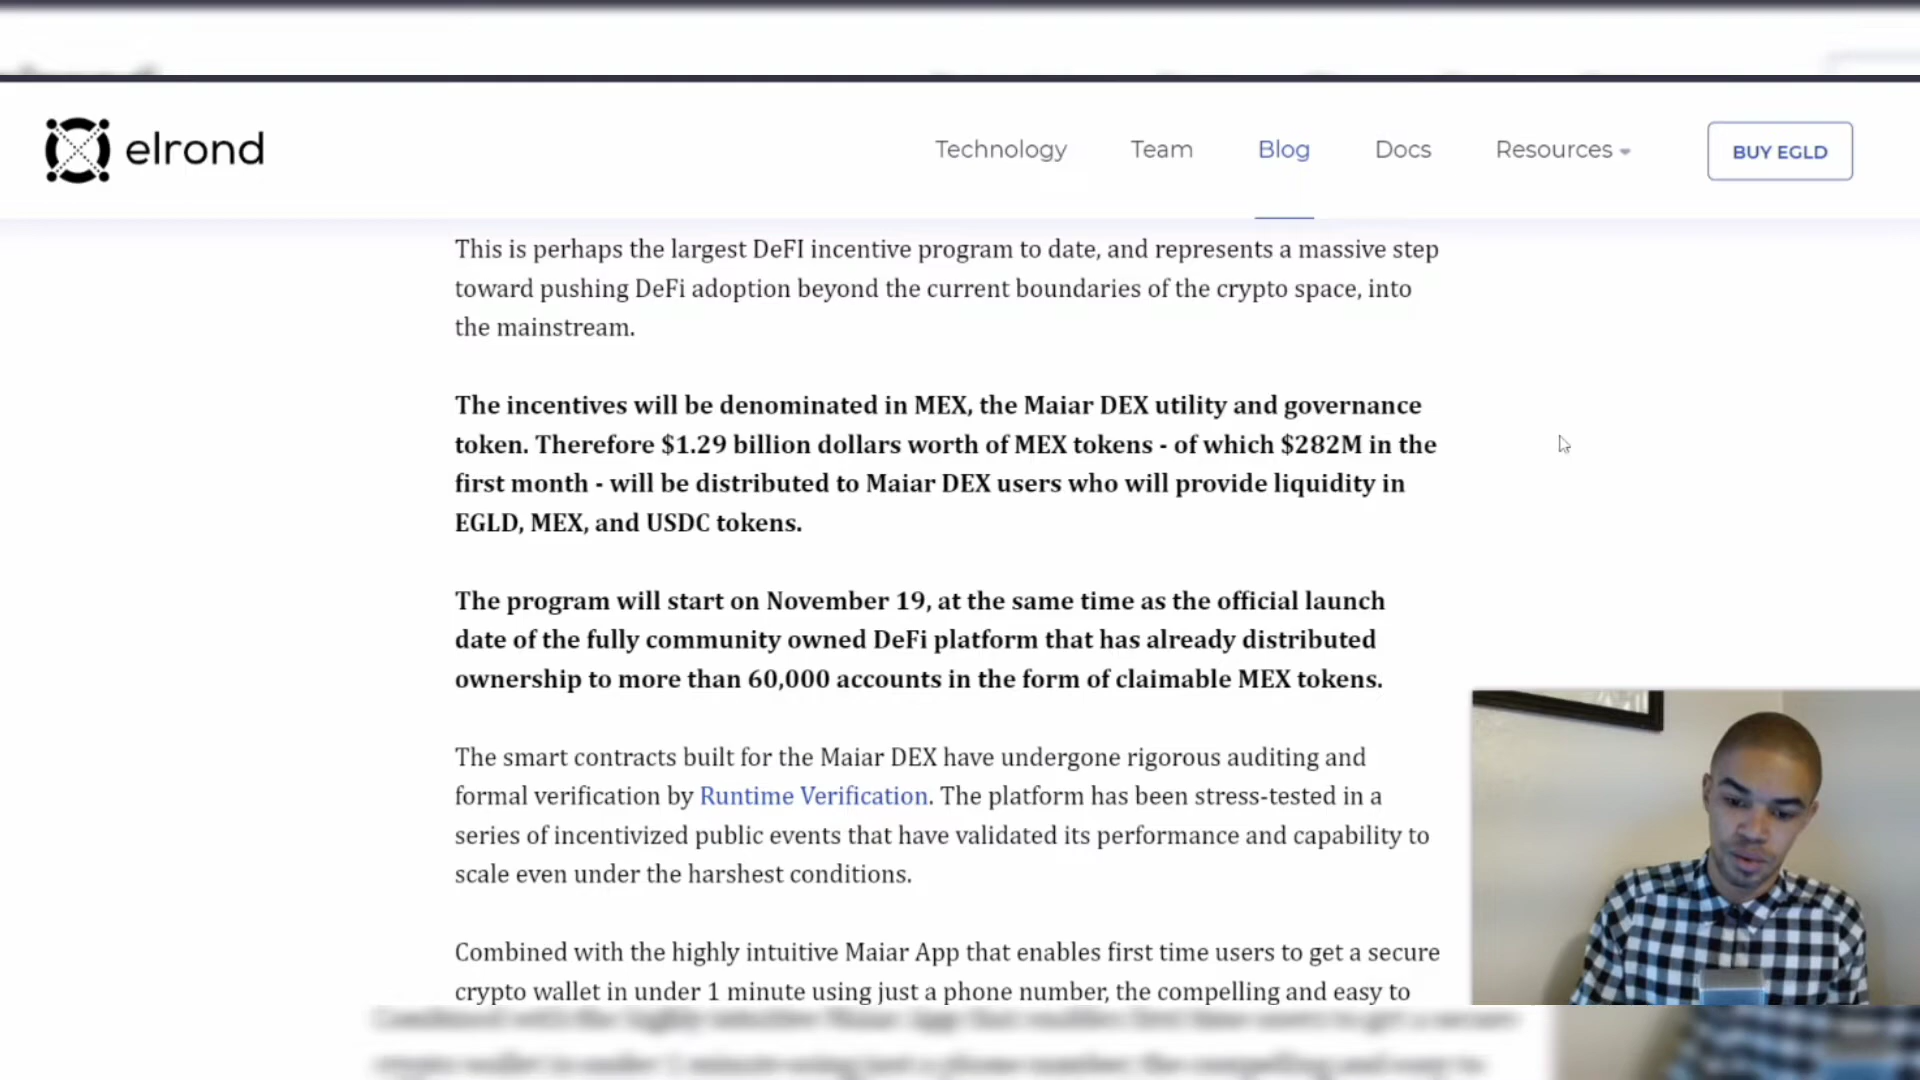 elrond
Technology Team Blog Docs Resources BUY EGLD
This is perhaps the largest DeFI incentive program to date, and represents a massive step
toward pushing DeFi adoption beyond the current boundaries of the crypto space, into
the mainstream.
The incentives will be denominated in MEX, the Maiar DEX utility and governance
token. Therefore $1.29 billion dollars worth of MEX tokens - of which $282M in the
first month - will be distributed to Maiar DEX users who will provide liquidity in
EGLD, MEX, and USDC tokens.
The program will start on November 19, at the same time as the official launch
date of the fully community owned DeFi platform that has already distributed
ownership to more than 60,000 accounts in the form of claimable MEX tokens.
The smart contracts built for the Maiar DEX have undergone rigorous auditing and
formal verification by Runtime Verification. The platform has been stress-tested in a
series of incentivized public events that have validated its performance and capability to
scale even under the harshest conditions.
Combined with the highly intuitive Maiar App that enables first time users to get a secure
crypto wallet in under 1 minute using just a phone number, the compelling and easy to